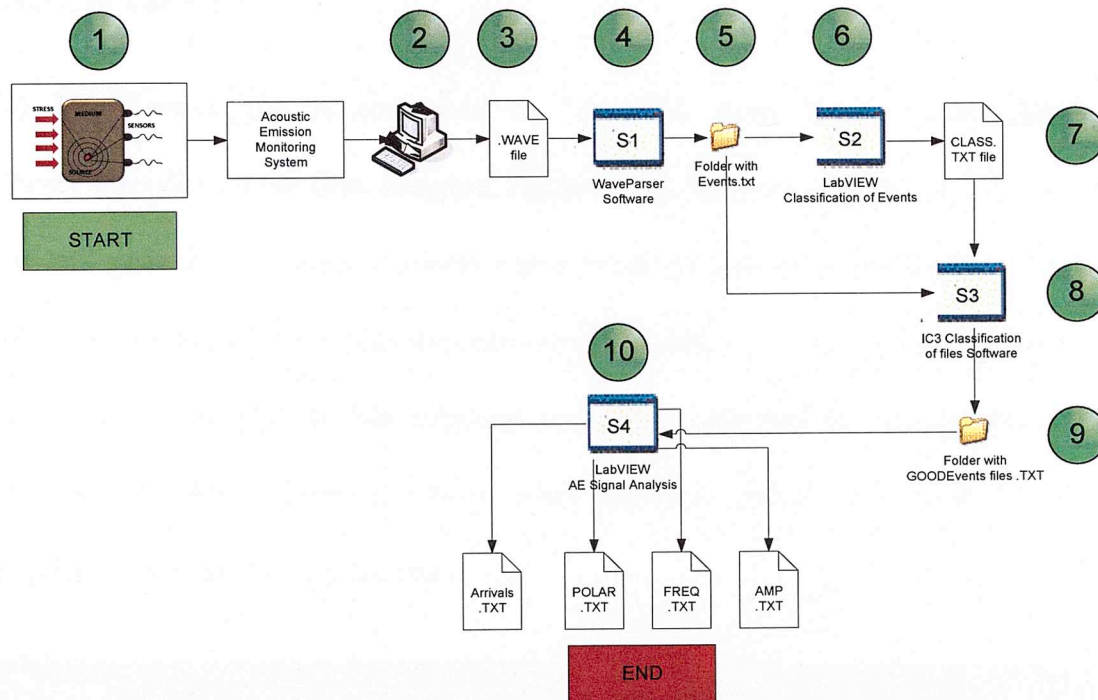 1
2
3
4
5
6
STRESS
MEDIUM
SENSORS
SOURCE
Acoustic
Emission
Monitoring
System
.WAVE
file
S1
WaveParser
Software
Folder with
Events.txt
S2
LabVIEW
Classification of Events
CLASS.
TXT file
7
START
S3
IC3 Classification
of files Software
8
10
S4
LabVIEW
AE Signal Analysis
Folder with
GOODEvents files .TXT
9
Arrivals
.TXT
POLAR
.TXT
FREQ
.TXT
AMP
.TXT
END